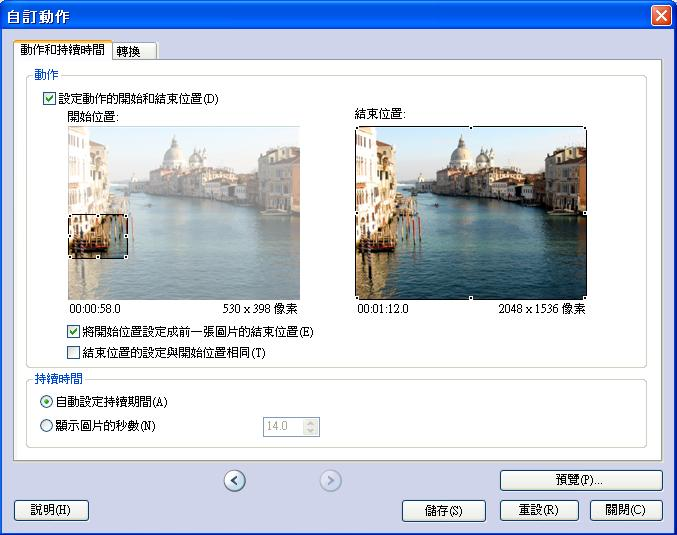 自訂動作
動作和持續時間
轉換
動作
設定動作的開始和結束位置(D)
開始位置:
結束位置:
00:00:58.0
530 x 398 像素
00:01:12.0
2048 x 1536 像素
將開始位置設定成前一張圖片的結束位置(E)
結束位置的設定與開始位置相同(T)
持續時間
自動設定持續期間(A)
顯示圖片的秒數(N)
14.0
預覽(P)...
說明(H)
儲存(S)
重設(R)
關閉(C)